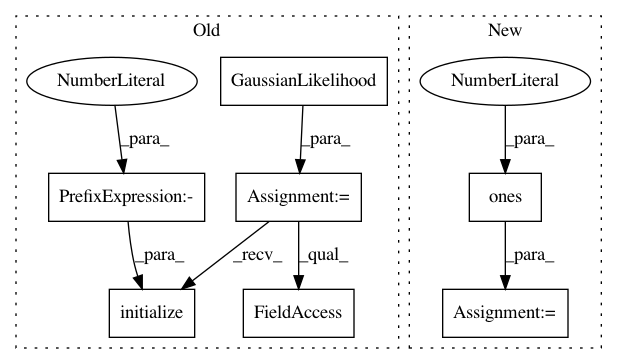 Old
New
NumberLiteral
GaussianLikelihood
NumberLiteral
_para_
_para_
_para_
PrefixExpression:-
Assignment:=
ones
_para_
_recv_
_qual_
_para_
initialize
FieldAccess
Assignment:=